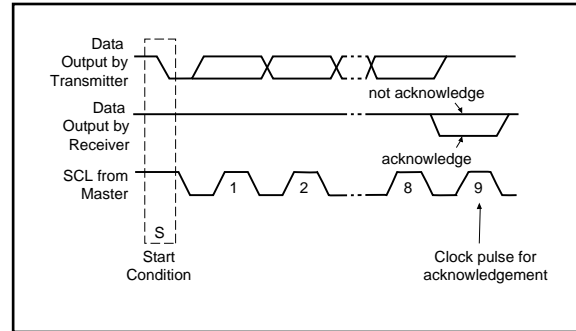 Data
Output by
Transmitter
not acknowledge
Data
Output by
Receiver
acknowledge
SCL from
Master
1
2
8
9
S
Start
Condition
Clock pulse for
acknowledgement